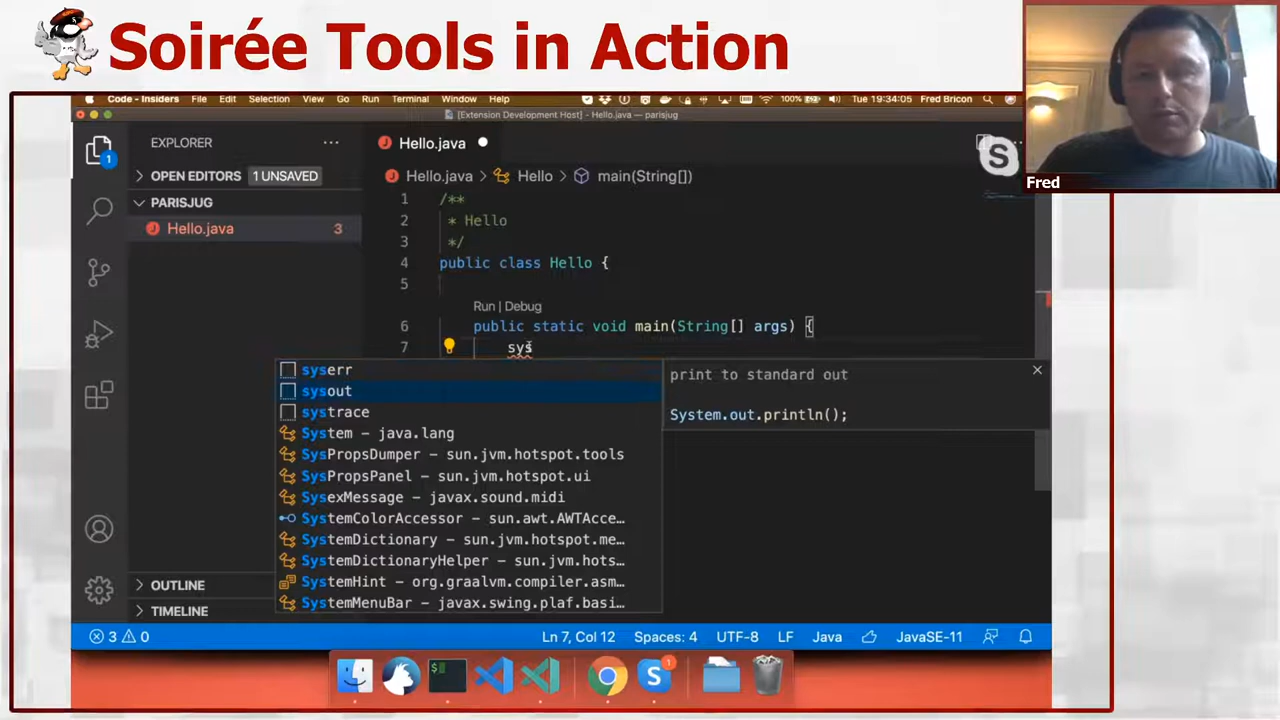 Soirée Tools in Action
Fred
Code - Insiders File Edit Selection View Go Run Terminal Window Help 100% Tue 19:34:05 Fred Bricon
[Extension Development Host] - Hello.java — parisjug
EXPLORER
Hello.java
OPEN EDITORS 1 UNSAVED
Hello.java > Hello > main(String[])
PARISJUG
Hello.java 3
1 /**
2 * Hello
3 */
4 public class Hello {
5
Run | Debug
6 public static void main(String[] args) {
7 sys
syserr
sysout
systrace
System – java.lang
SysPropsDumper – sun.jvm.hotspot.tools
SysPropsPanel – sun.jvm.hotspot.ui
SysexMessage – javax.sound.midi
SystemColorAccessor – sun.awt.AWTAcce…
SystemDictionary – sun.jvm.hotspot.me…
SystemDictionaryHelper – sun.jvm.hots…
SystemHint – org.graalvm.compiler.asm…
SystemMenuBar – javax.swing.plaf.basi…
print to standard out
System.out.println();
1
OUTLINE
TIMELINE
3 0 Ln 7, Col 12 Spaces: 4 UTF-8 LF Java JavaSE-11
$
S 1